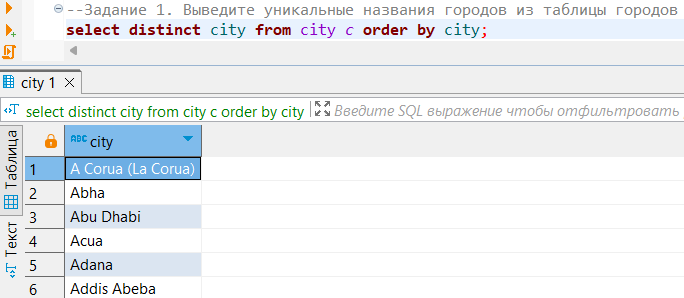 --Задание 1. Выведите уникальные названия городов из таблицы городов
select distinct city from city c order by city;
city 1
select distinct city from city c order by city
Введите SQL выражение чтобы отфильтровать
Таблица
Текст
ABC city
1 A Corua (La Corua)
2 Abha
3 Abu Dhabi
4 Acua
5 Adana
6 Addis Abeba